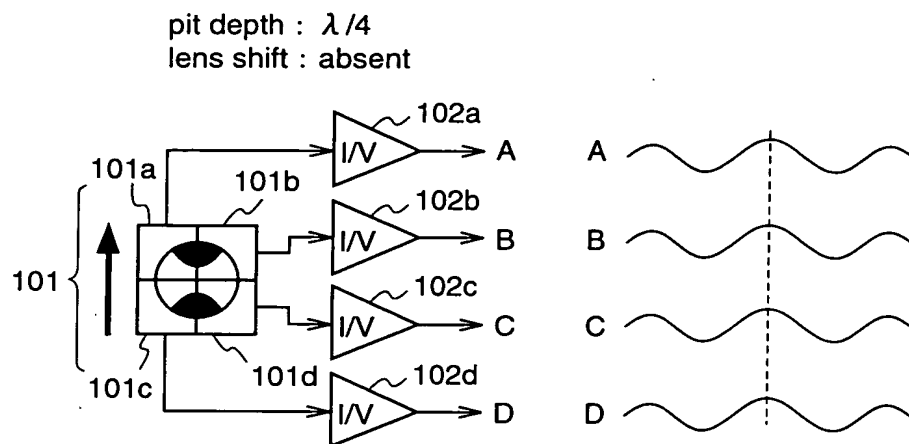 pit depth : λ/4
lens shift : absent
102a
I/V
A
A
101a
101b
102b
I/V
B
B
101
102c
I/V
C
C
101c
101d
102d
I/V
D
D